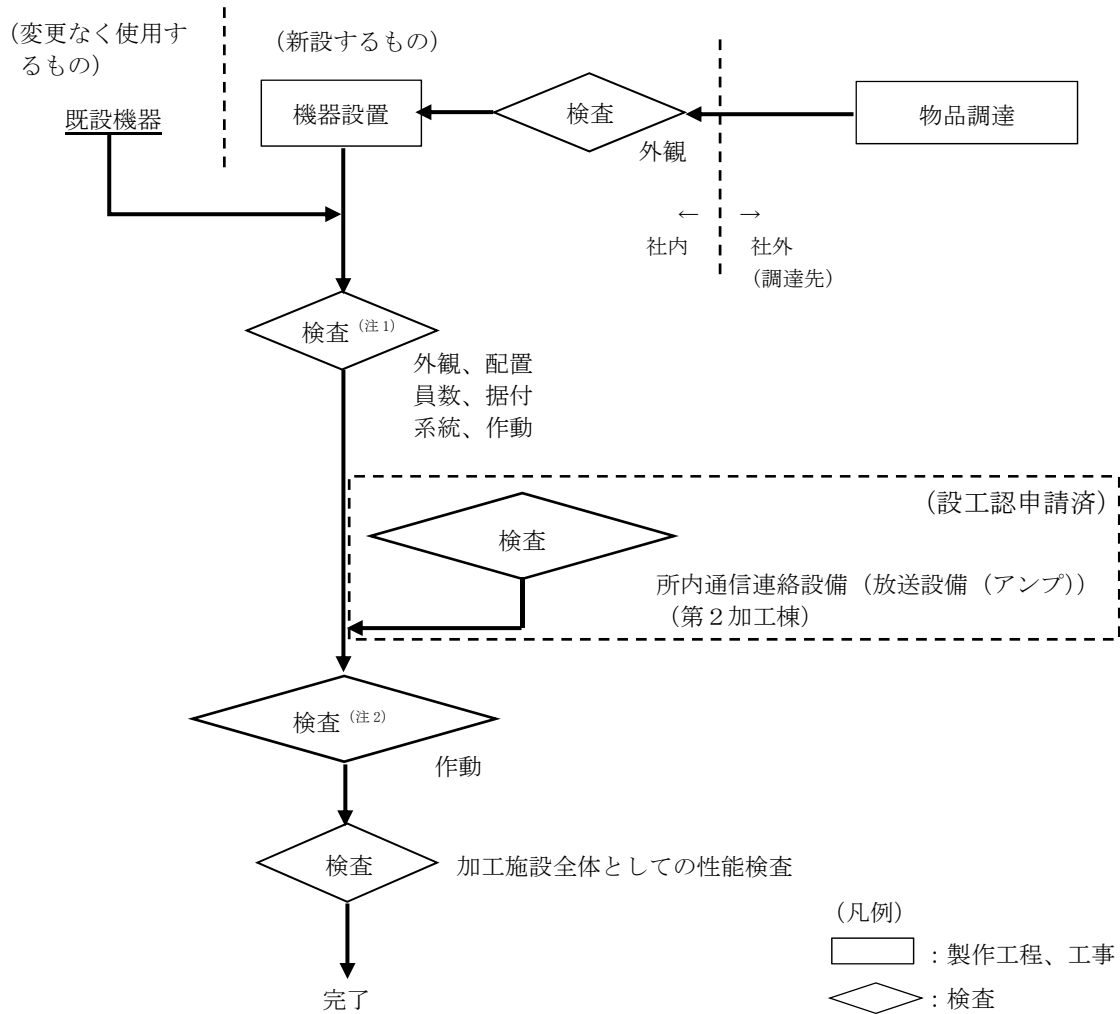 (変更なく使用す
るもの)
(新設するもの)
既設機器
機器設置
検査
物品調達
外観
← →
社内 社外
(調達先)
検査(注1)
外観、配置
員数、据付
系統、作動
(設工認申請済)
検査
所内通信連絡設備(放送設備(アンプ))
(第2加工棟)
検査(注2)
作動
検査
加工施設全体としての性能検査
(凡例)
:製作工程、工事
:検査
完了